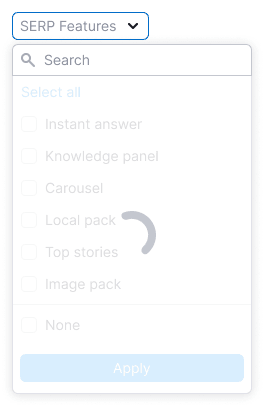 SERP Features
Search
Select all
Instant answer
Knowledge panel
Carousel
Local pack
Top stories
Image pack
None
Apply